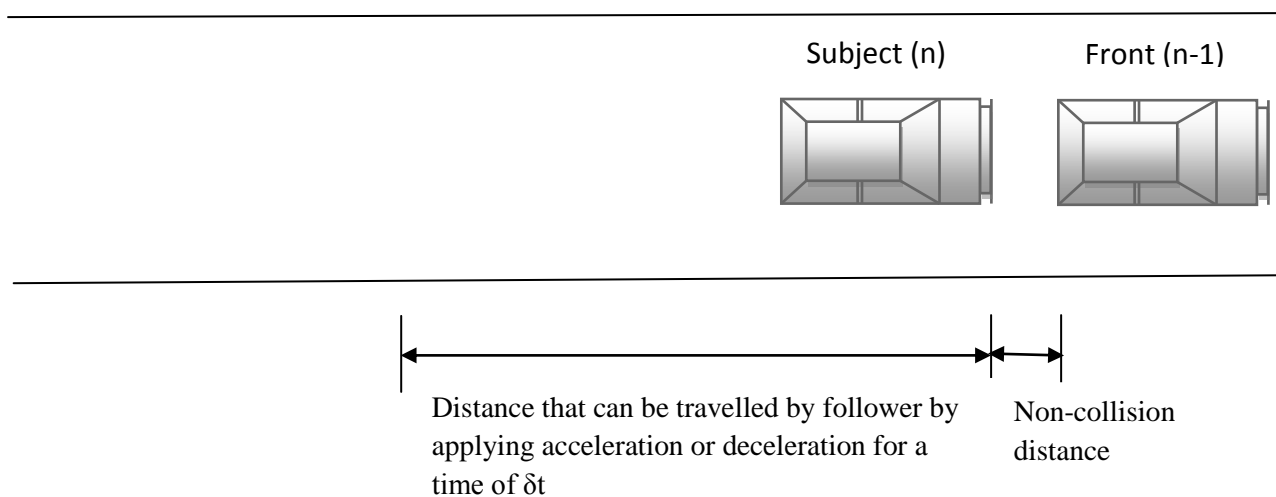 Subject (n) Front (n-1)
Distance that can be travelled by follower by
applying acceleration or deceleration for a
time of δt
Non-collision
distance